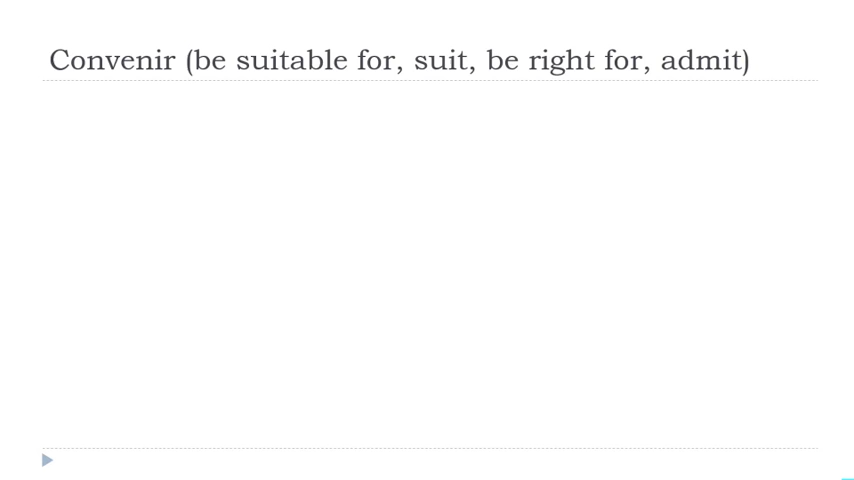 Convenir (be suitable for, suit, be right for, admit)